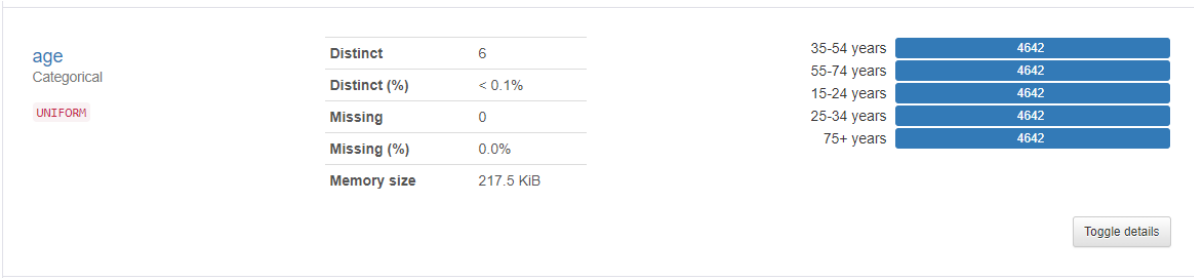 age
Categorical
UNIFORM
Distinct 6
Distinct (%) < 0.1%
Missing 0
Missing (%) 0.0%
Memory size 217.5 KiB
35-54 years 4642
55-74 years 4642
15-24 years 4642
25-34 years 4642
75+ years 4642
Toggle details